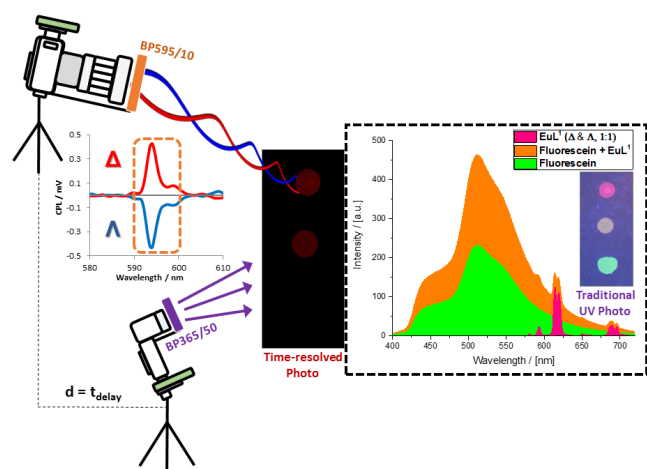 BP595/10
0.5
0.3
0.1
-0.1
-0.3
-0.5
CPL / mV
Δ
Λ
580
590
600
610
Wavelength / [nm]
BP365/50
d = t_delay
Time-resolved
Photo
EuL¹ (Δ & Λ, 1:1)
Fluorescein + EuL¹
Fluorescein
500
400
300
200
100
0
Intensity / [a.u.]
400
450
500
550
600
650
700
Wavelength / [nm]
Traditional
UV Photo